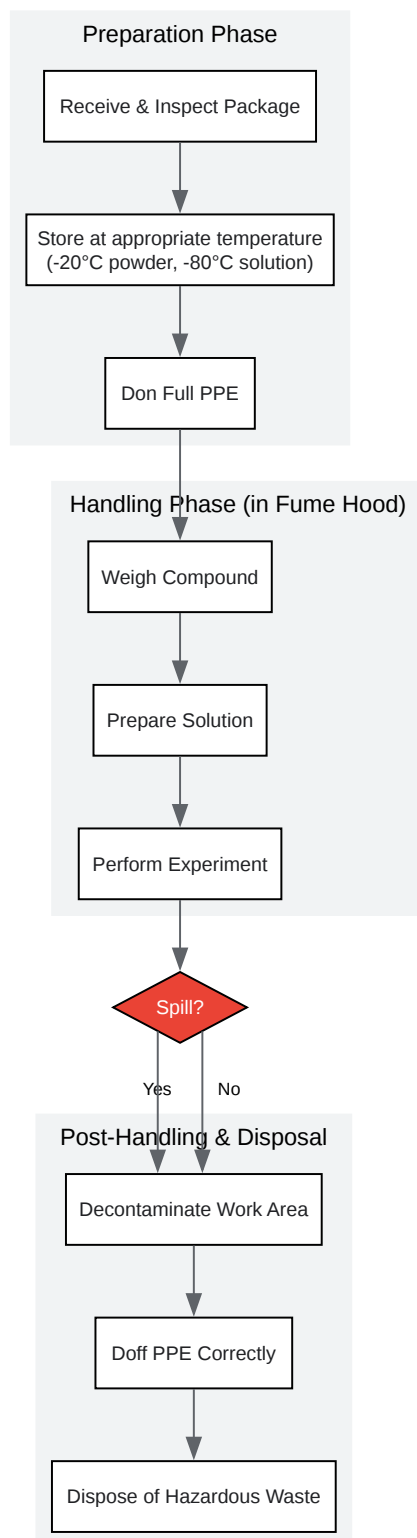 Preparation Phase
Receive & Inspect Package
Store at appropriate temperature
(-20°C powder, -80°C solution)
Don Full PPE
Handling Phase (in Fume Hood)
Weigh Compound
Prepare Solution
Perform Experiment
Spill?
Yes
No
Post-Handling & Disposal
Decontaminate Work Area
Doff PPE Correctly
Dispose of Hazardous Waste